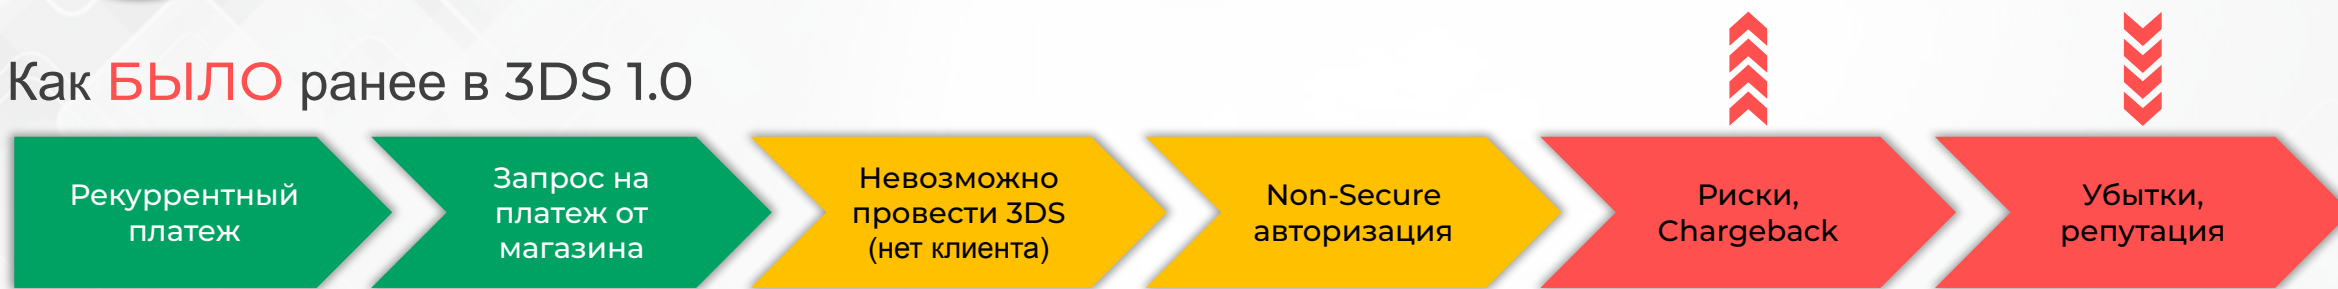 Как БЫЛО ранее в 3DS 1.0
Рекуррентный
платеж
Запрос на
платеж от
магазина
Невозможно
провести 3DS
(нет клиента)
Non-Secure
авторизация
Риски,
Chargeback
Убытки,
репутация